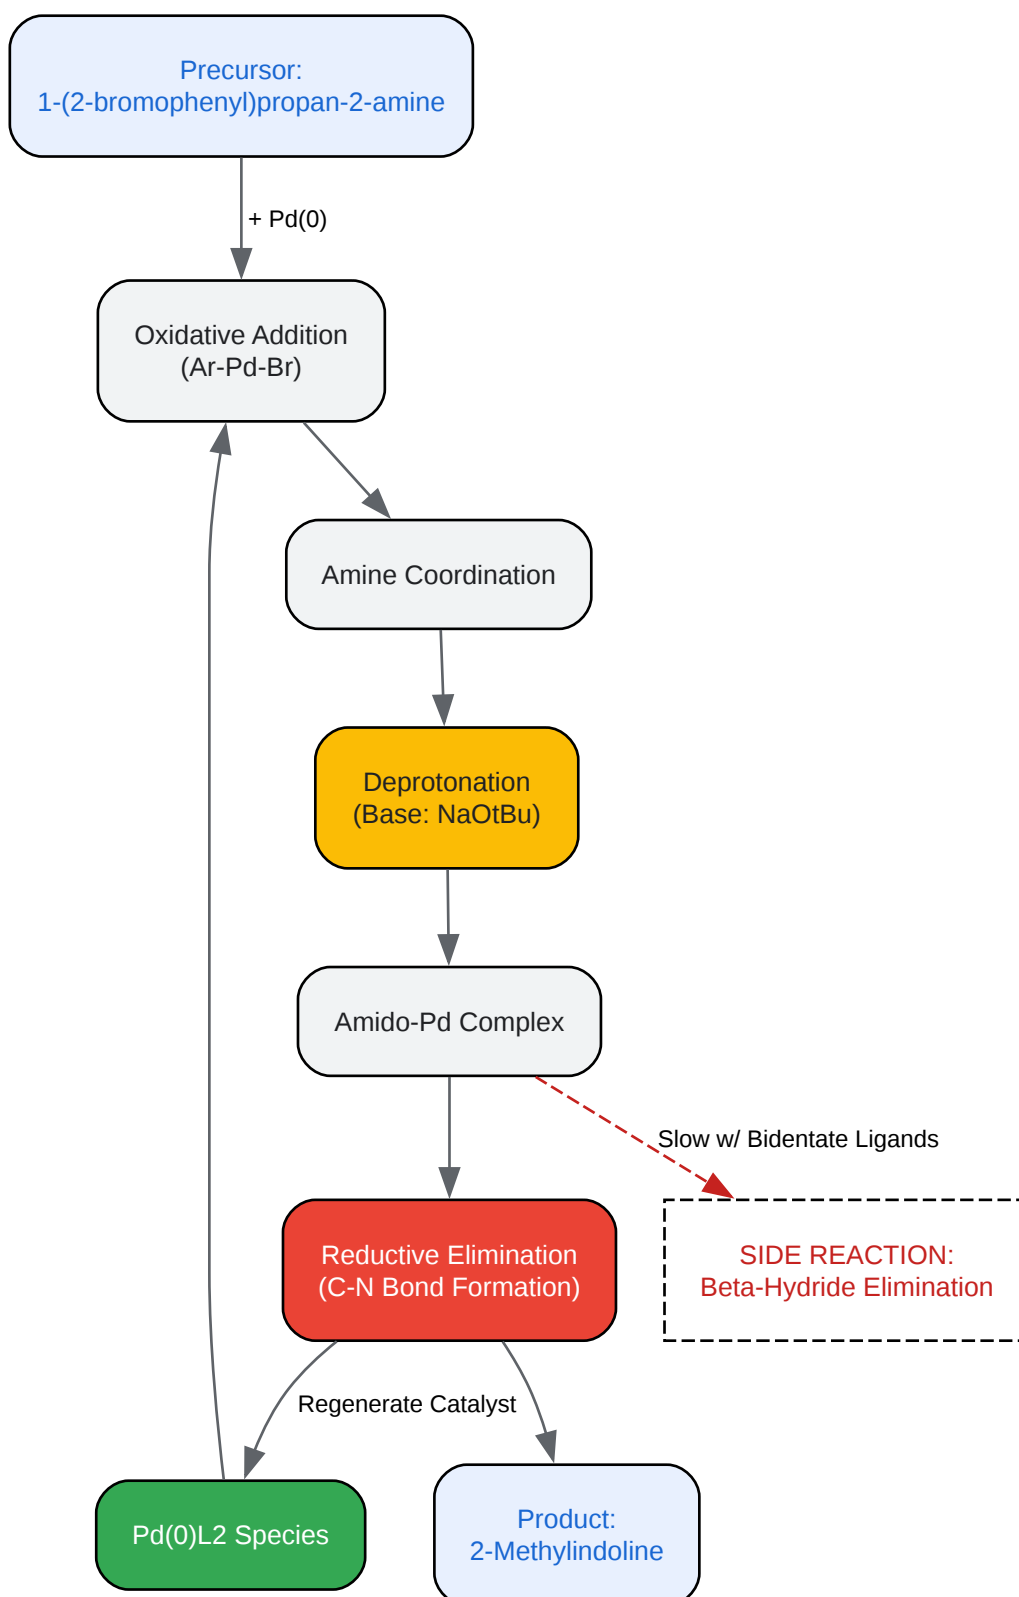 Precursor:
1-(2-bromophenyl)propan-2-amine
+ Pd(0)
Oxidative Addition
(Ar-Pd-Br)
Amine Coordination
Deprotonation
(Base: NaOtBu)
Amido-Pd Complex
Slow w/ Bidentate Ligands
Reductive Elimination
(C-N Bond Formation)
SIDE REACTION:
Beta-Hydride Elimination
Regenerate Catalyst
Pd(0)L2 Species
Product:
2-Methylindoline